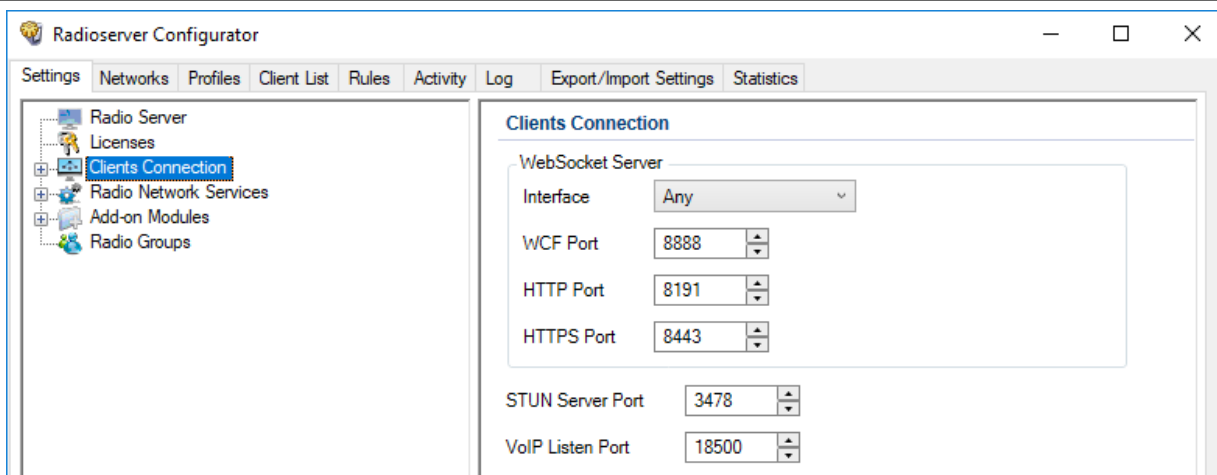 Radioserver Configurator
Settings Networks Profiles Client List Rules Activity Log Export/Import Settings Statistics
Radio Server
Licenses
Clients Connection
Radio Network Services
Add-on Modules
Radio Groups
Clients Connection
WebSocket Server
Interface Any
WCF Port 8888
HTTP Port 8191
HTTPS Port 8443
STUN Server Port 3478
VoIP Listen Port 18500